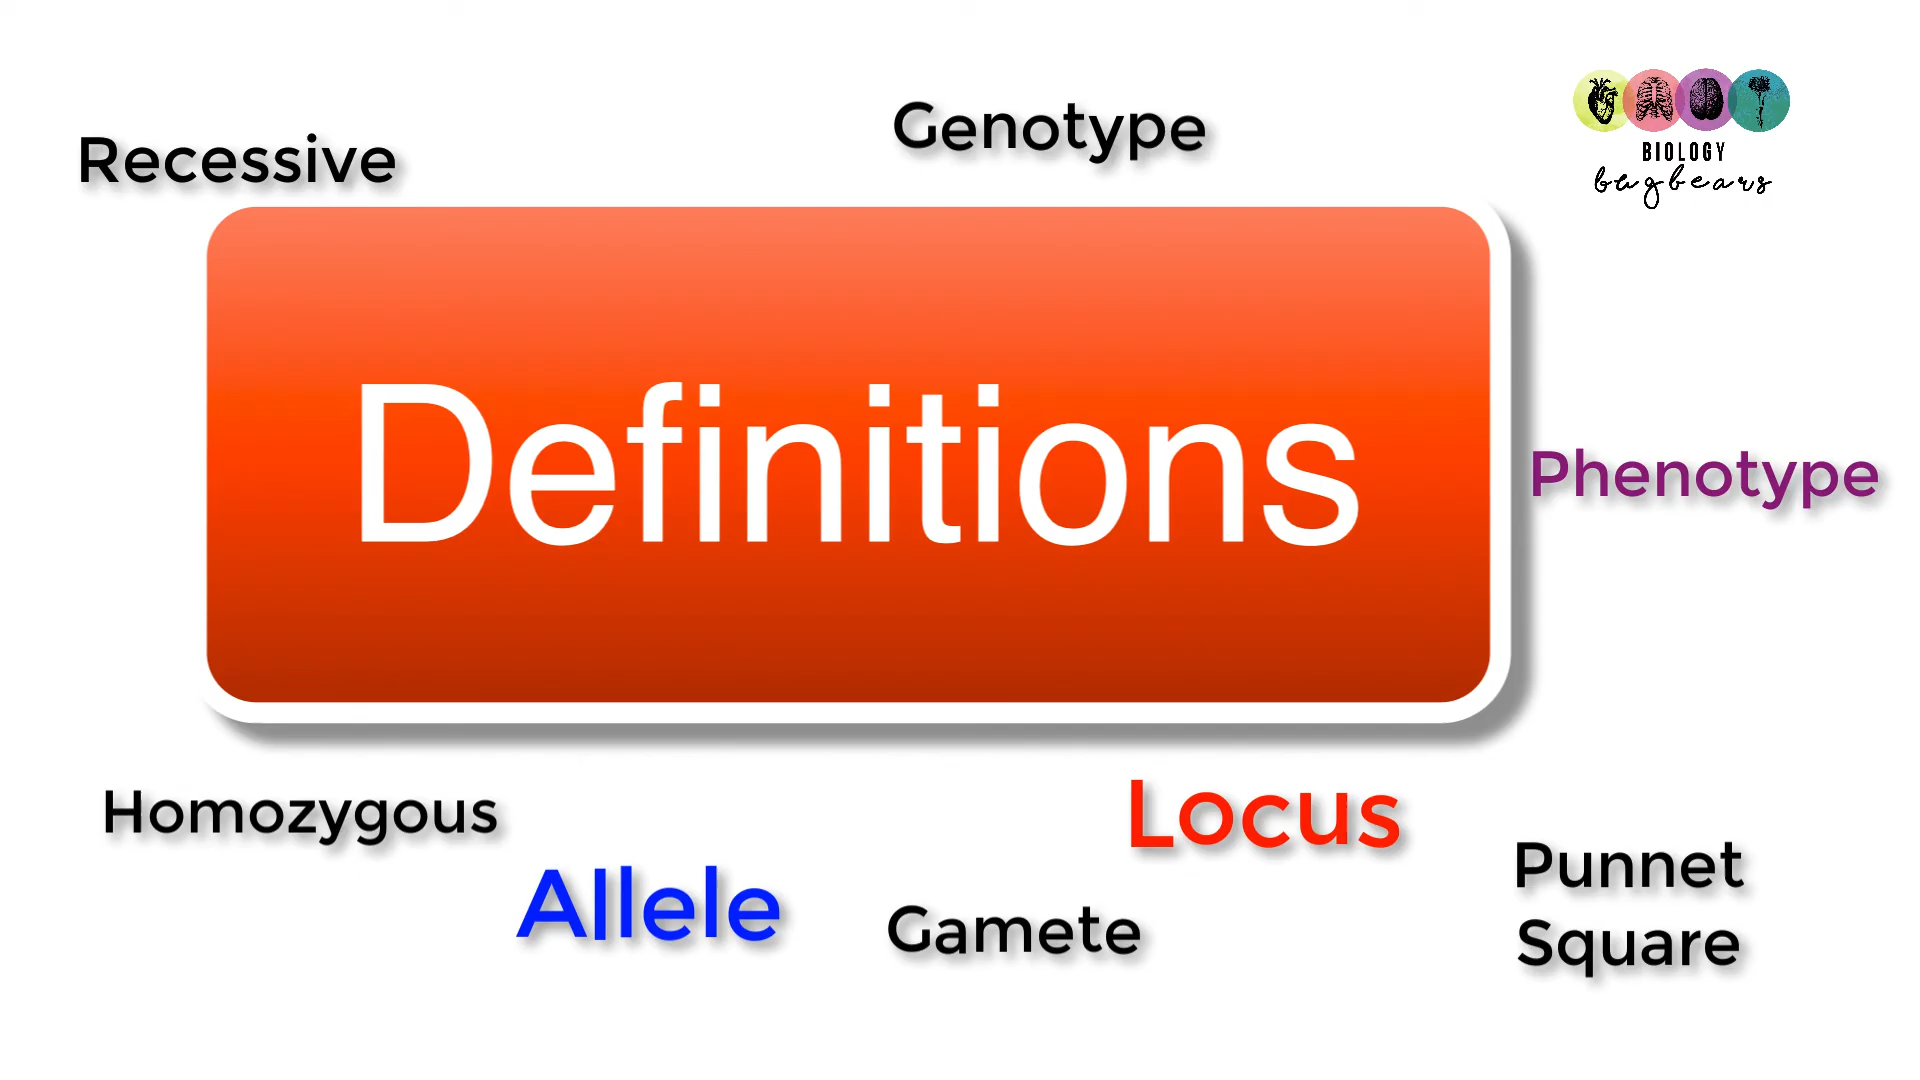 Genotype
Recessive
BIOLOGY
bugbears
Definitions
Phenotype
Homozygous
Locus
Allele
Gamete
Punnet
Square